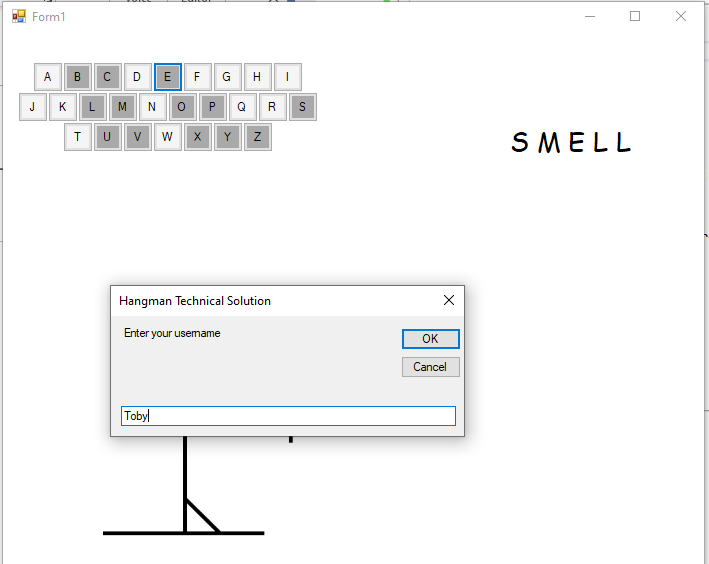 Form1
A B C D E F G H I
J K L M N O P Q R S
T U V W X Y Z
S M E L L
Hangman Technical Solution
Enter your username
OK
Cancel
Toby